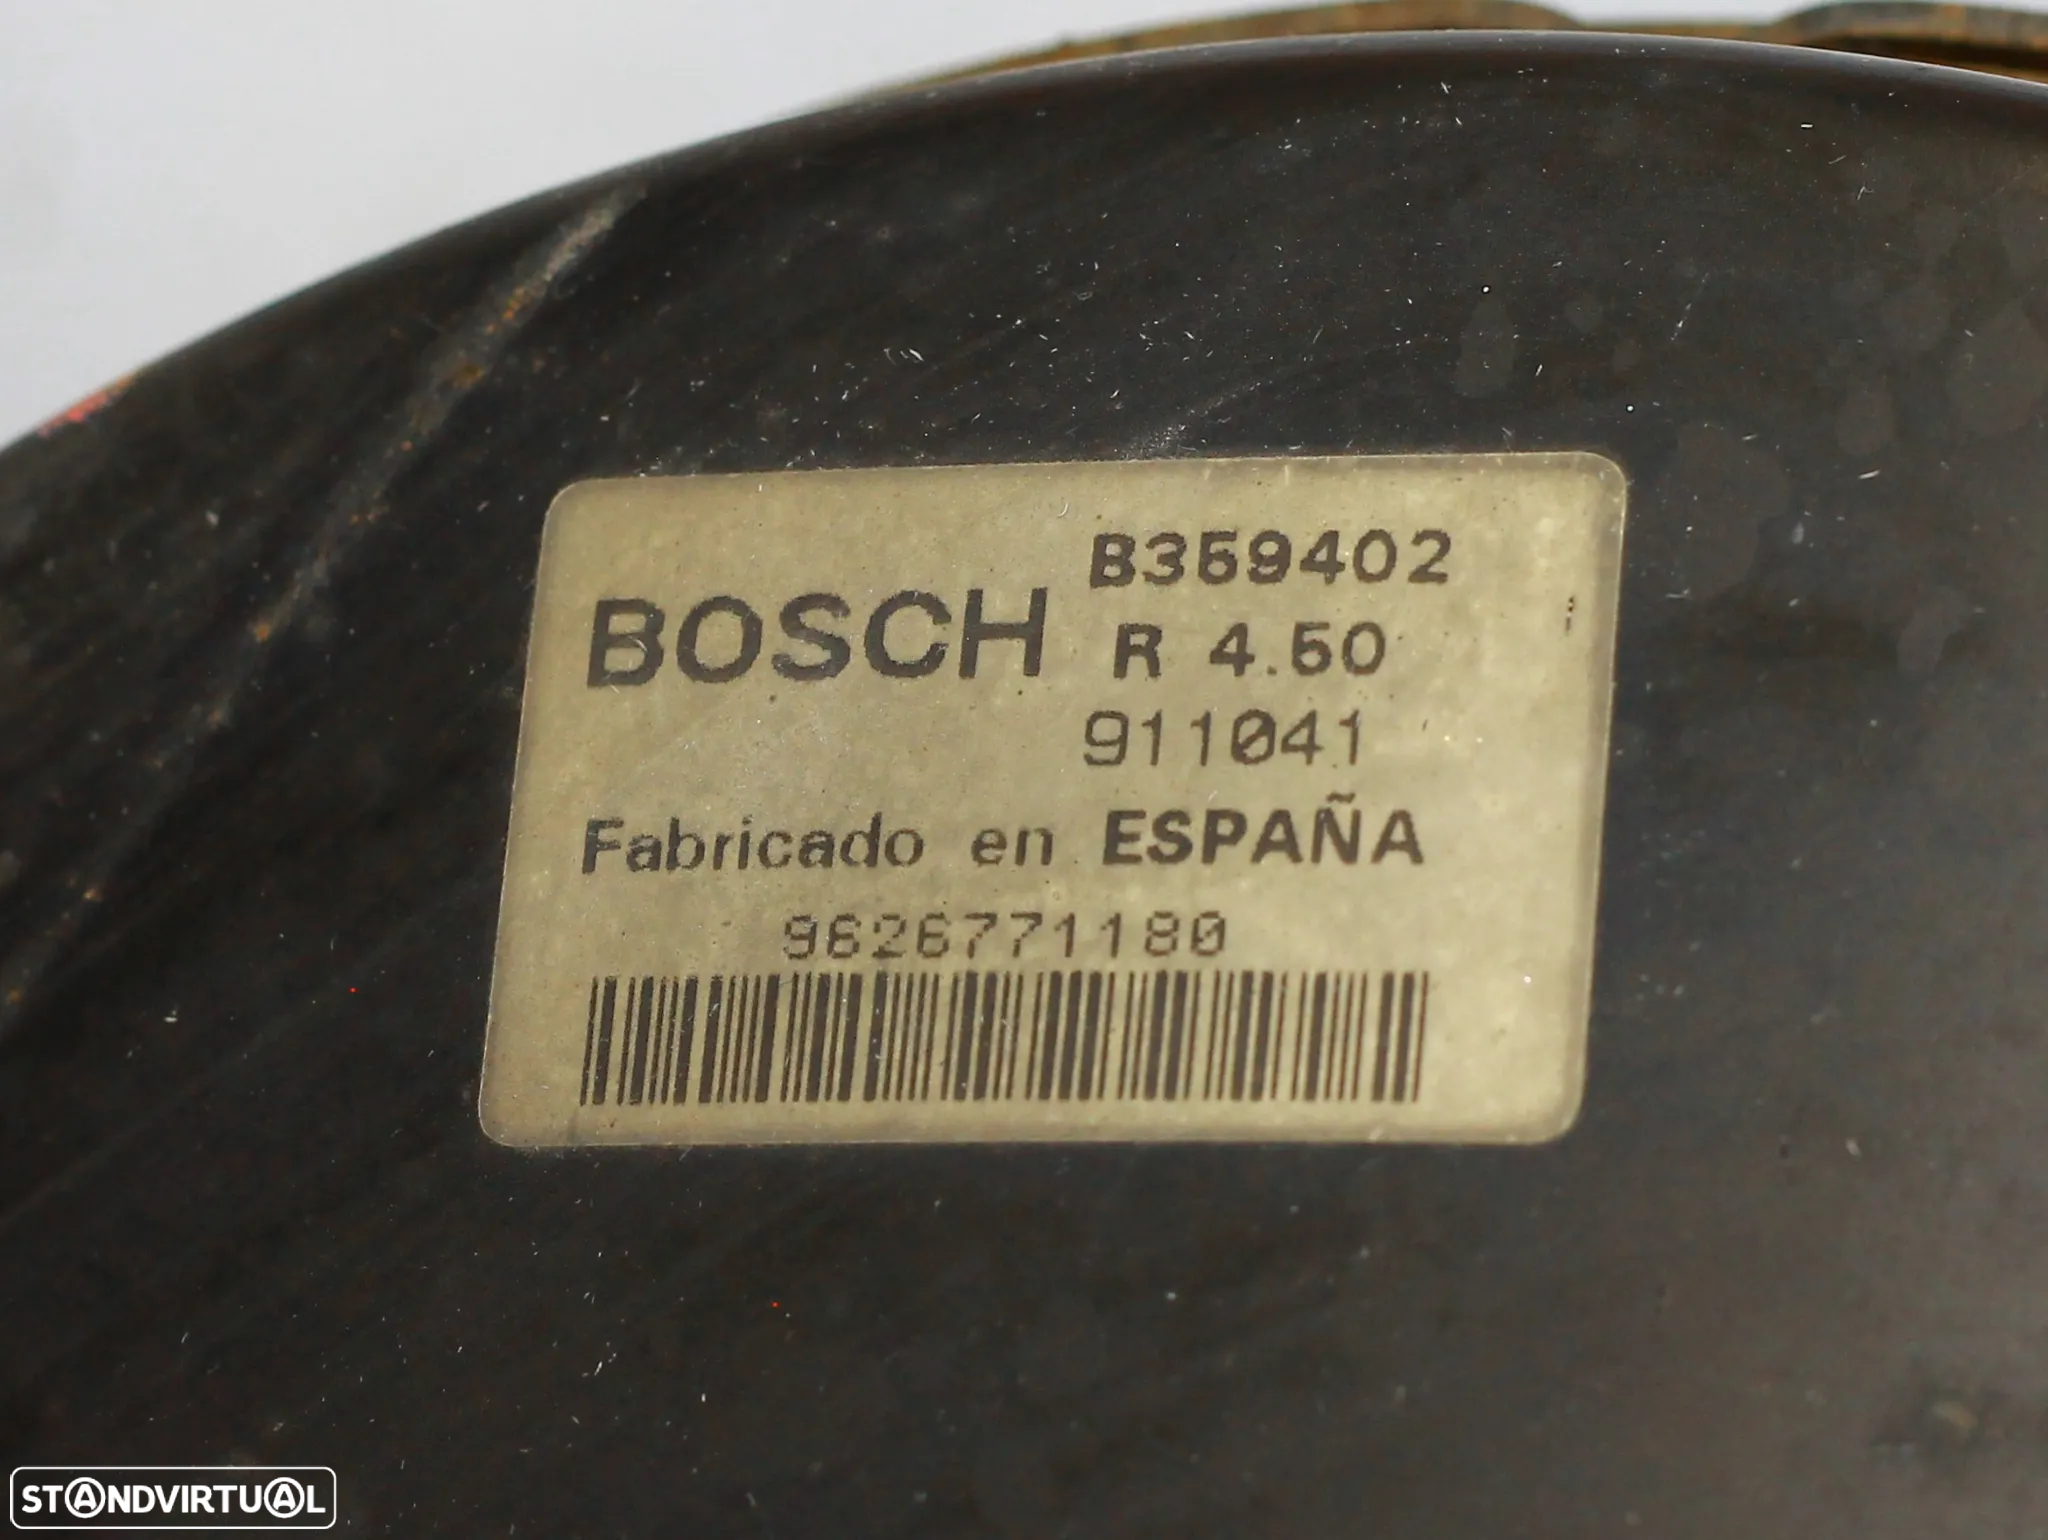 B359402
BOSCH R 4.50
911041
Fabricado en ESPAÑA
9626771180
STANDVIRTUAL